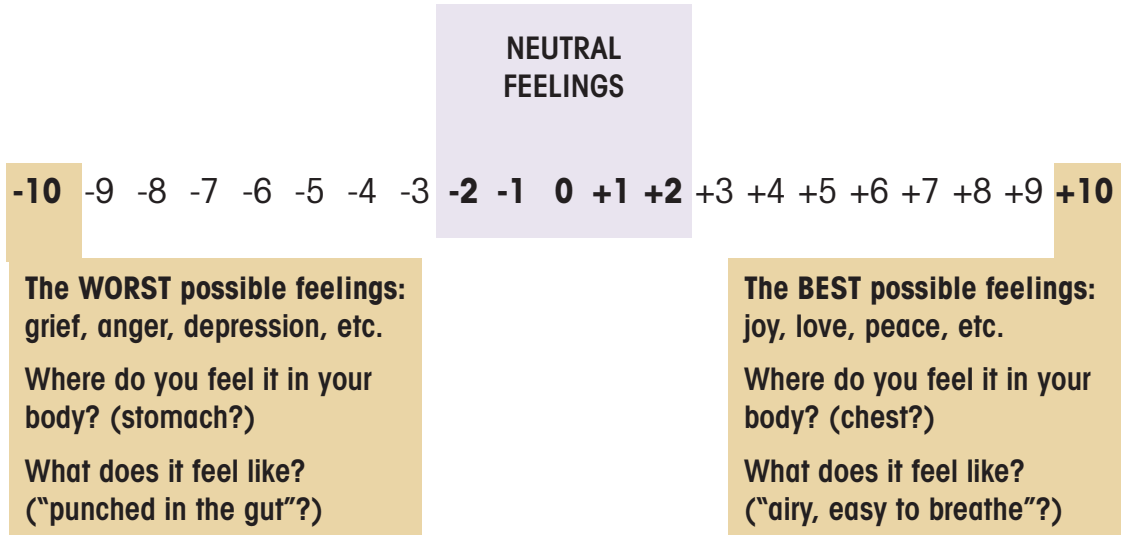 NEUTRAL
FEELINGS
-10 -9 -8 -7 -6 -5 -4 -3 -2 -1 0 +1 +2 +3 +4 +5 +6 +7 +8 +9 +10
The WORST possible feelings:
grief, anger, depression, etc.
Where do you feel it in your
body? (stomach?)
What does it feel like?
("punched in the gut"?)
The BEST possible feelings:
joy, love, peace, etc.
Where do you feel it in your
body? (chest?)
What does it feel like?
("airy, easy to breathe"?)